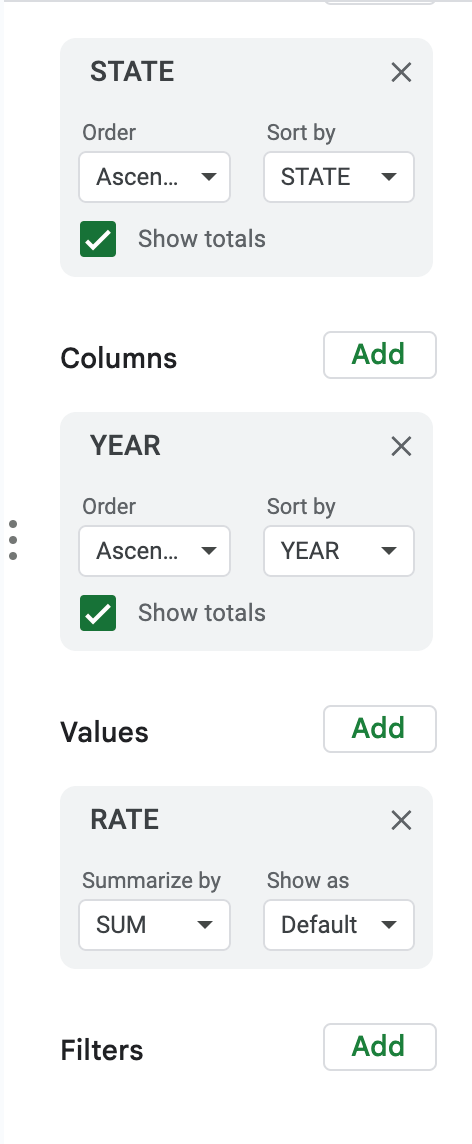 STATE
Order Sort by
Ascen... STATE
Show totals
Columns Add
YEAR
Order Sort by
Ascen... YEAR
Show totals
Values Add
RATE
Summarize by Show as
SUM Default
Filters Add